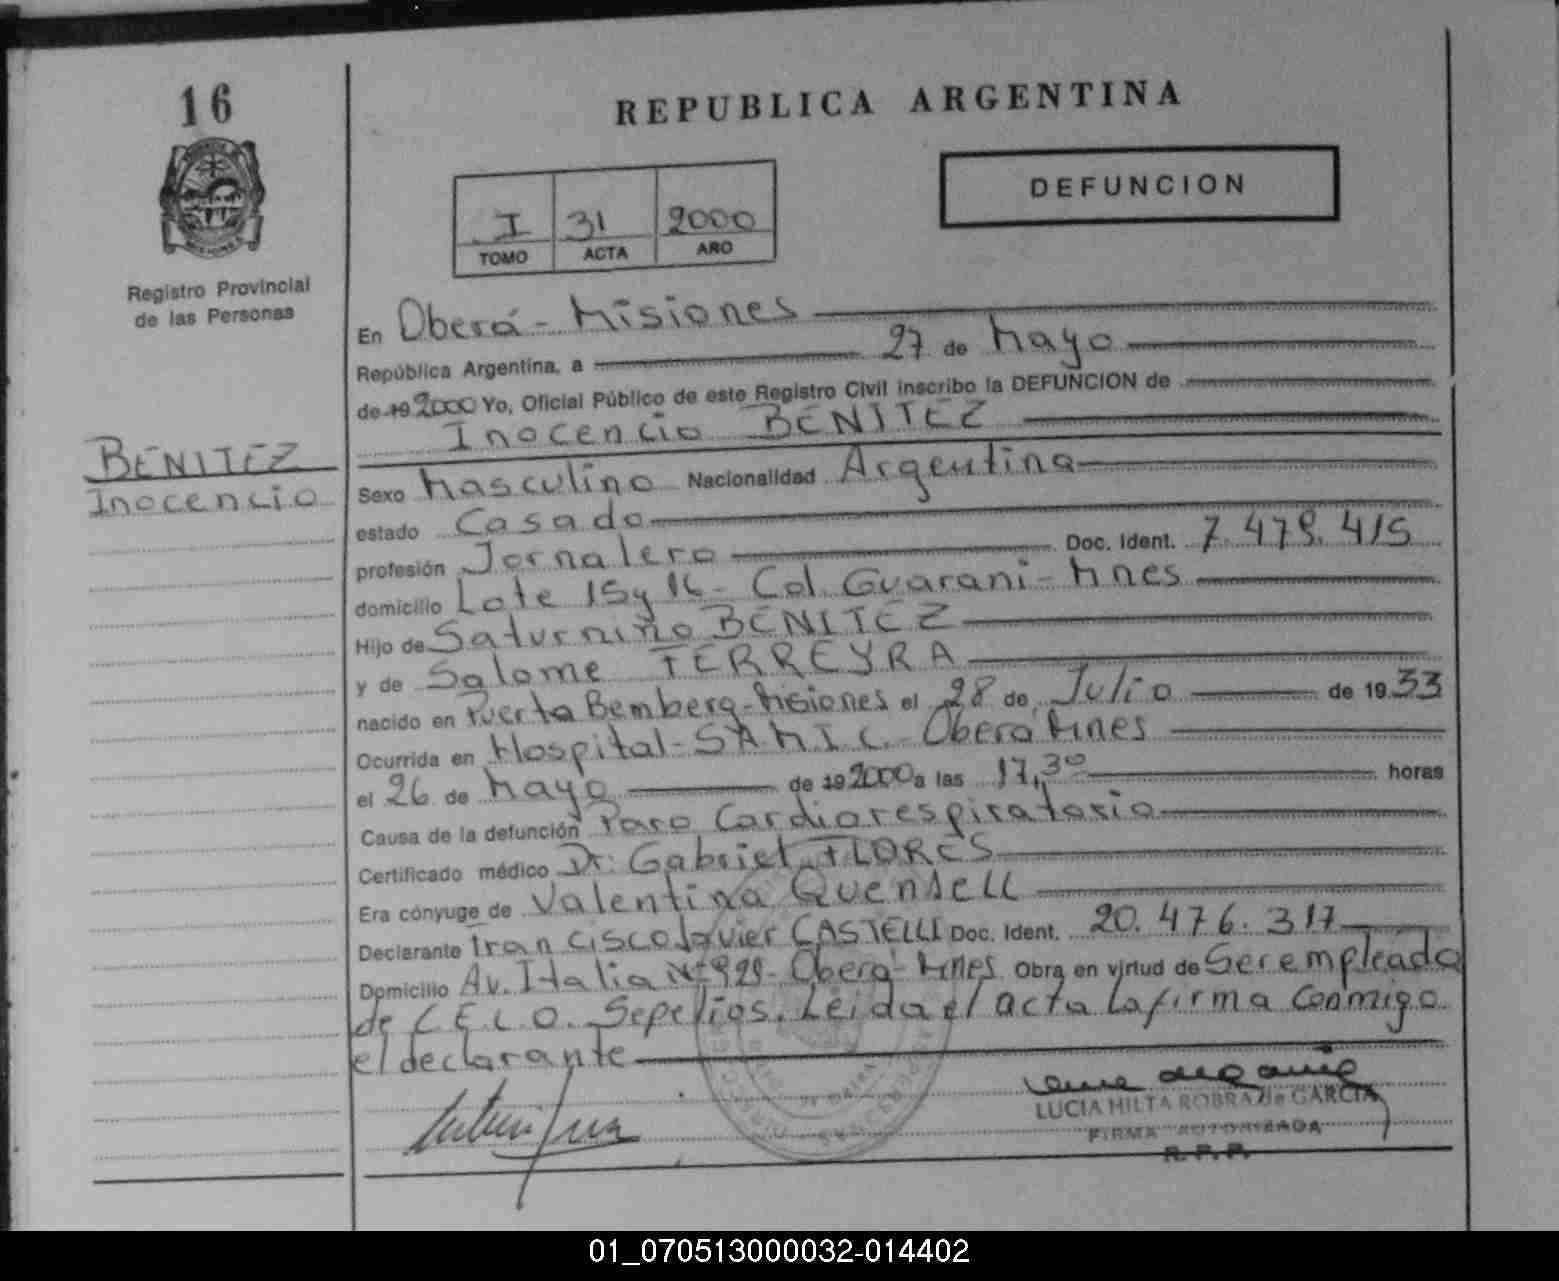 16
REPUBLICA ARGENTINA
DEFUNCION
I 31 2000
TOMO ACTA AÑO
Registro Provincial
de las Personas
En Oberá - Misiones
República Argentina, a 27 de Mayo
de 19 2000 Yo, Oficial Público de este Registro Civil inscribo la DEFUNCION de
Inocencio BENITEZ
BENITEZ
Inocencio
Sexo Masculino Nacionalidad Argentina
estado Casado
profesión Jornalero Doc. Ident. 7.478.415
domicilio Lote 15 y 16 - Col. Guarani - Mnes
Hijo de Saturnino BENITEZ
y de Salome FERREYRA
nacido en Puerto Bemberg - Misiones el 28 de Julio de 1933
Ocurrida en Hospital - SAMIC - Oberá Mnes
el 26 de Mayo de 19 2000 a las 17,30 horas
Causa de la defunción Paro Cardiorespiratorio
Certificado médico Dr: Gabriel FLORES
Era cónyuge de Valentina Quensell
Declarante Francisco Javier CASTELLI Doc. Ident. 20.476.317
Domicilio Av. Italia Nº 929 - Oberá - Mnes Obra en virtud de Ser empleado
de C.E.L.O. Sepelios. Leida el acta la firma conmigo
el declarante
LUCIA HILTA ROBRA de GARCIA
FIRMA AUTORIZADA
R. P. P.
01_070513000032-014402